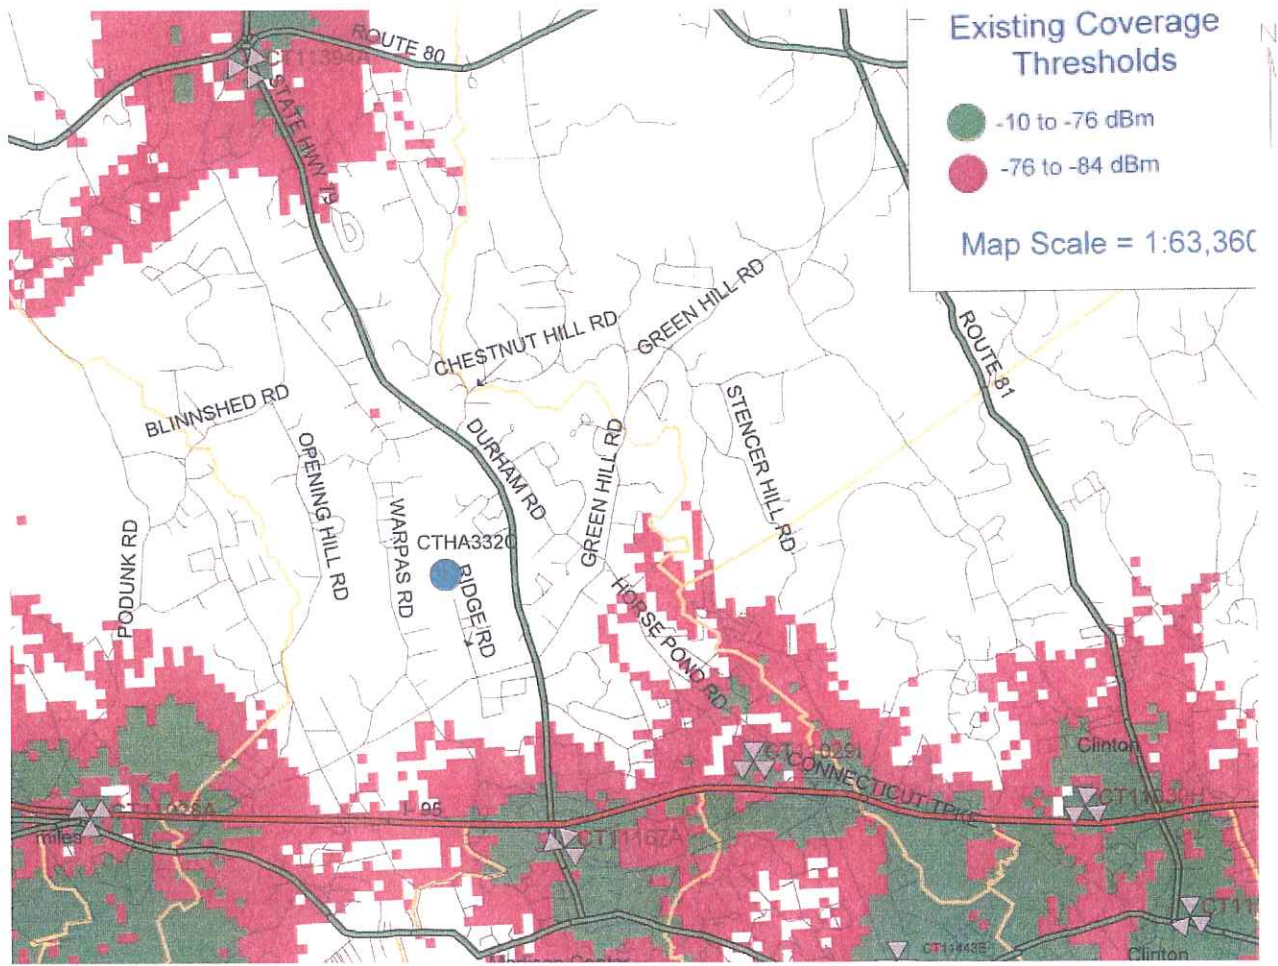 Existing Coverage
Thresholds
-10 to -76 dBm
-76 to -84 dBm
Map Scale = 1:63,360
N
ROUTE 80
CT11394A
STATE HWY 79
GREEN HILL RD
CHESTNUT HILL RD
ROUTE 81
BLINNSHED RD
STENCER HILL RD
OPENING HILL RD
DURHAM RD
GREEN HILL RD
WARPAS RD
PODUNK RD
CTHA332C
RIDGE RD
HORSE POND RD
Clinton
CONNECTICUT TPKE
I- 95
miles
CT11167A
CT11443B
Clinton